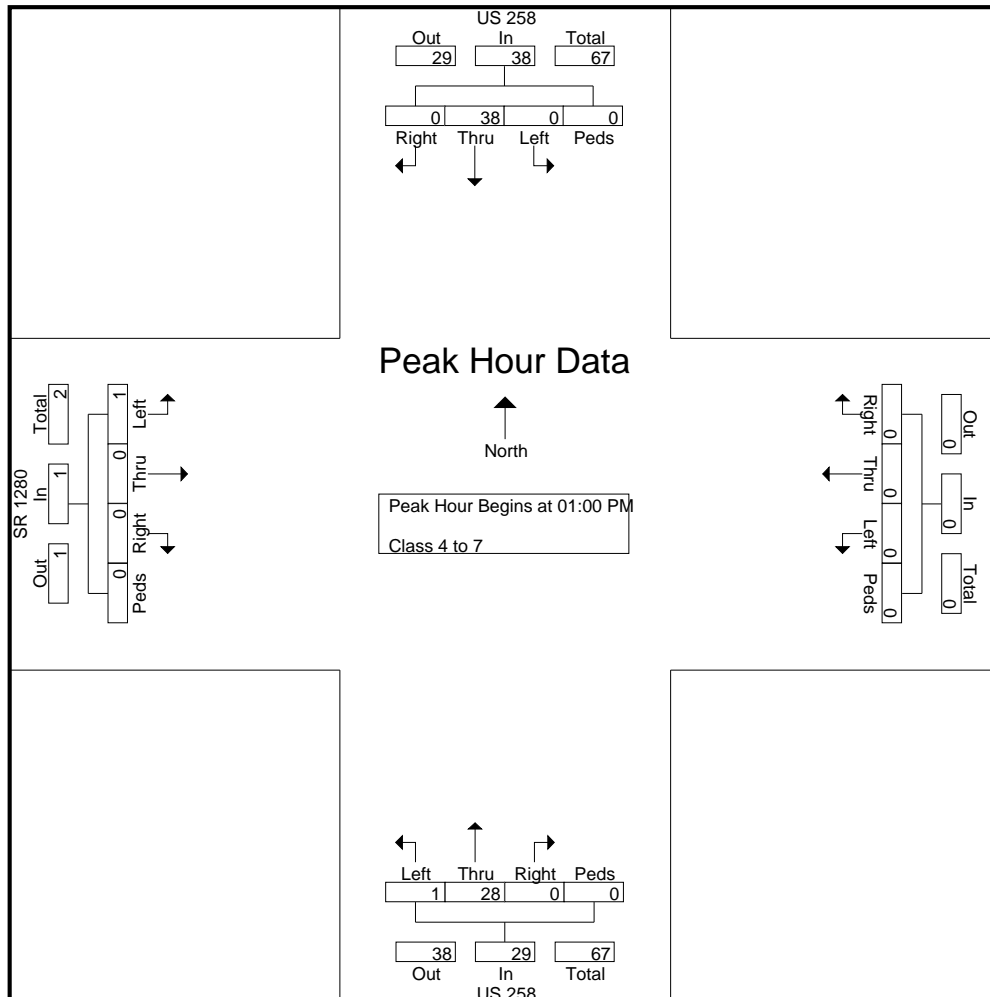 US 258
Out In Total
29 38 67
0 38 0 0
Right Thru Left Peds
Peak Hour Data
North
Peak Hour Begins at 01:00 PM
Class 4 to 7
SR 1280
Out In Total
1 1 2
Left Thru Right Peds
1 0 0 0
Right Thru Left Peds
0 0 0 0
Out In Total
0 0 0
Left Thru Right Peds
1 28 0 0
38 29 67
Out In Total
US 258